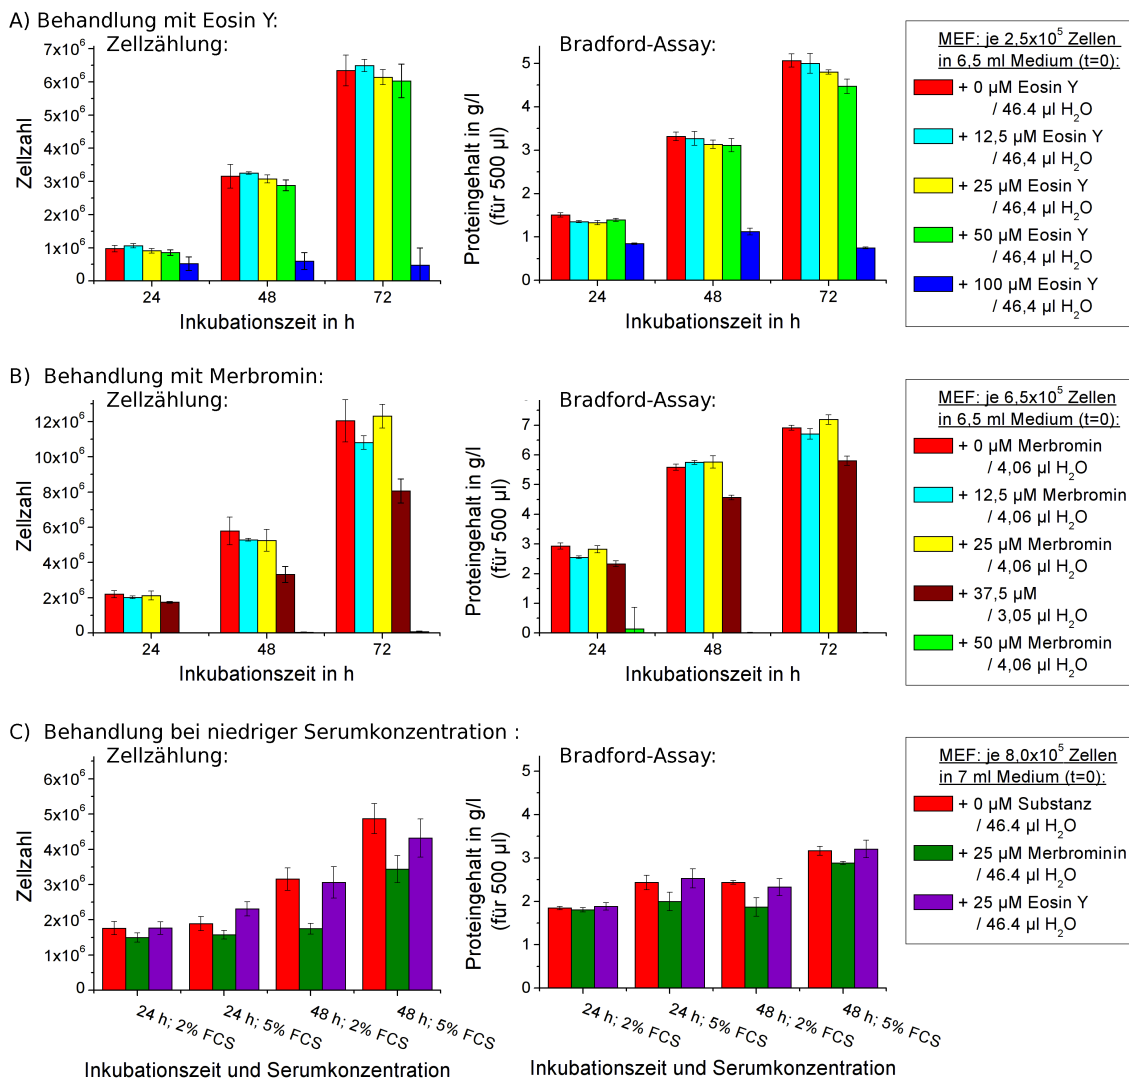 A) Behandlung mit Eosin Y:
Zellzählung:
Zellzahl
7x10⁶
6x10⁶
5x10⁶
4x10⁶
3x10⁶
2x10⁶
1x10⁶
0
24
48
72
Inkubationszeit in h
Bradford-Assay:
Proteingehalt in g/l
(für 500 µl)
5
4
3
2
1
0
24
48
72
Inkubationszeit in h
MEF: je 2,5x10⁵ Zellen
in 6,5 ml Medium (t=0):
+ 0 µM Eosin Y
/ 46.4 µl H₂O
+ 12,5 µM Eosin Y
/ 46,4 µl H₂O
+ 25 µM Eosin Y
/ 46,4 µl H₂O
+ 50 µM Eosin Y
/ 46,4 µl H₂O
+ 100 µM Eosin Y
/ 46,4 µl H₂O
B) Behandlung mit Merbromin:
Zellzählung:
Zellzahl
12x10⁶
10x10⁶
8x10⁶
6x10⁶
4x10⁶
2x10⁶
0
24
48
72
Inkubationszeit in h
Bradford-Assay:
Proteingehalt in g/l
(für 500 µl)
7
6
5
4
3
2
1
0
24
48
72
Inkubationszeit in h
MEF: je 6,5x10⁵ Zellen
in 6,5 ml Medium (t=0):
+ 0 µM Merbromin
/ 4,06 µl H₂O
+ 12,5 µM Merbromin
/ 4,06 µl H₂O
+ 25 µM Merbromin
/ 4,06 µl H₂O
+ 37,5 µM
/ 3,05 µl H₂O
+ 50 µM Merbromin
/ 4,06 µl H₂O
C) Behandlung bei niedriger Serumkonzentration :
Zellzählung:
Zellzahl
6x10⁶
5x10⁶
4x10⁶
3x10⁶
2x10⁶
1x10⁶
0
24 h; 2% FCS
24 h; 5% FCS
48 h; 2% FCS
48 h; 5% FCS
Inkubationszeit und Serumkonzentration
Bradford-Assay:
Proteingehalt in g/l
(für 500 µl)
5
4
3
2
1
0
24 h; 2% FCS
24 h; 5% FCS
48 h; 2% FCS
48 h; 5% FCS
Inkubationszeit und Serumkonzentration
MEF: je 8,0x10⁵ Zellen
in 7 ml Medium (t=0):
+ 0 µM Substanz
/ 46.4 µl H₂O
+ 25 µM Merbrominin
/ 46.4 µl H₂O
+ 25 µM Eosin Y
/ 46.4 µl H₂O